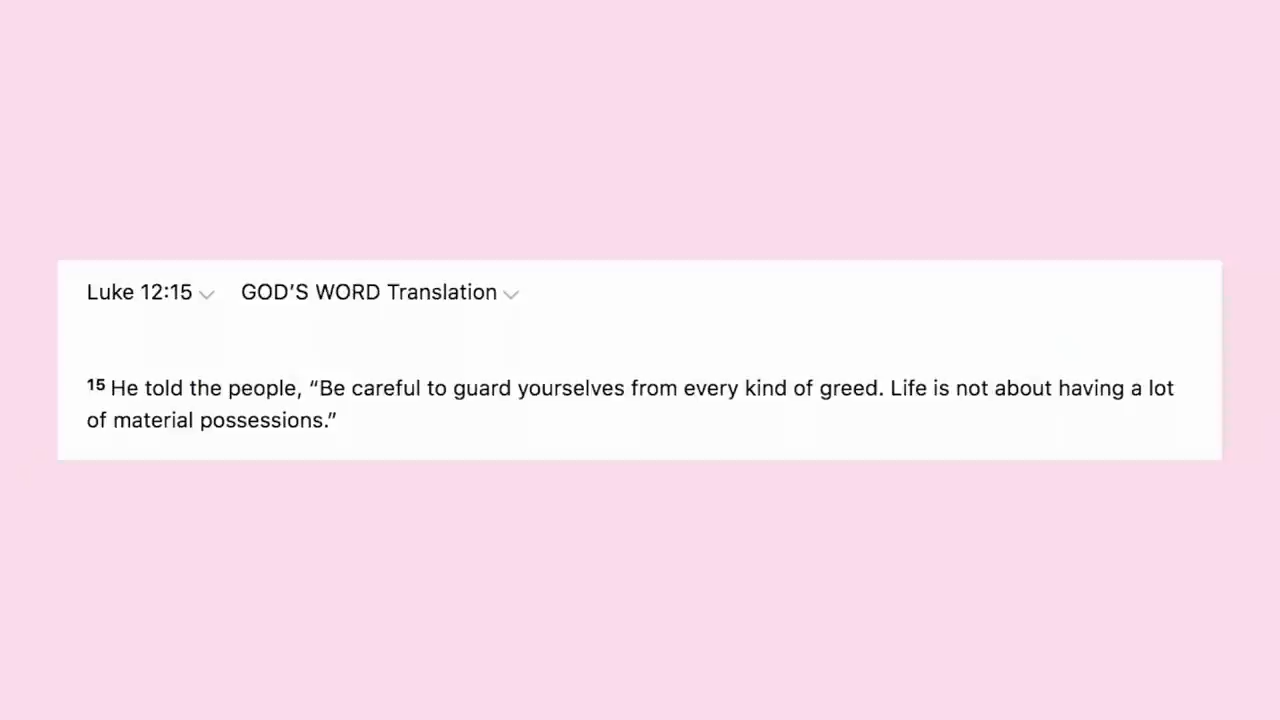 Luke 12:15 GOD’S WORD Translation
15 He told the people, “Be careful to guard yourselves from every kind of greed. Life is not about having a lot
of material possessions.”